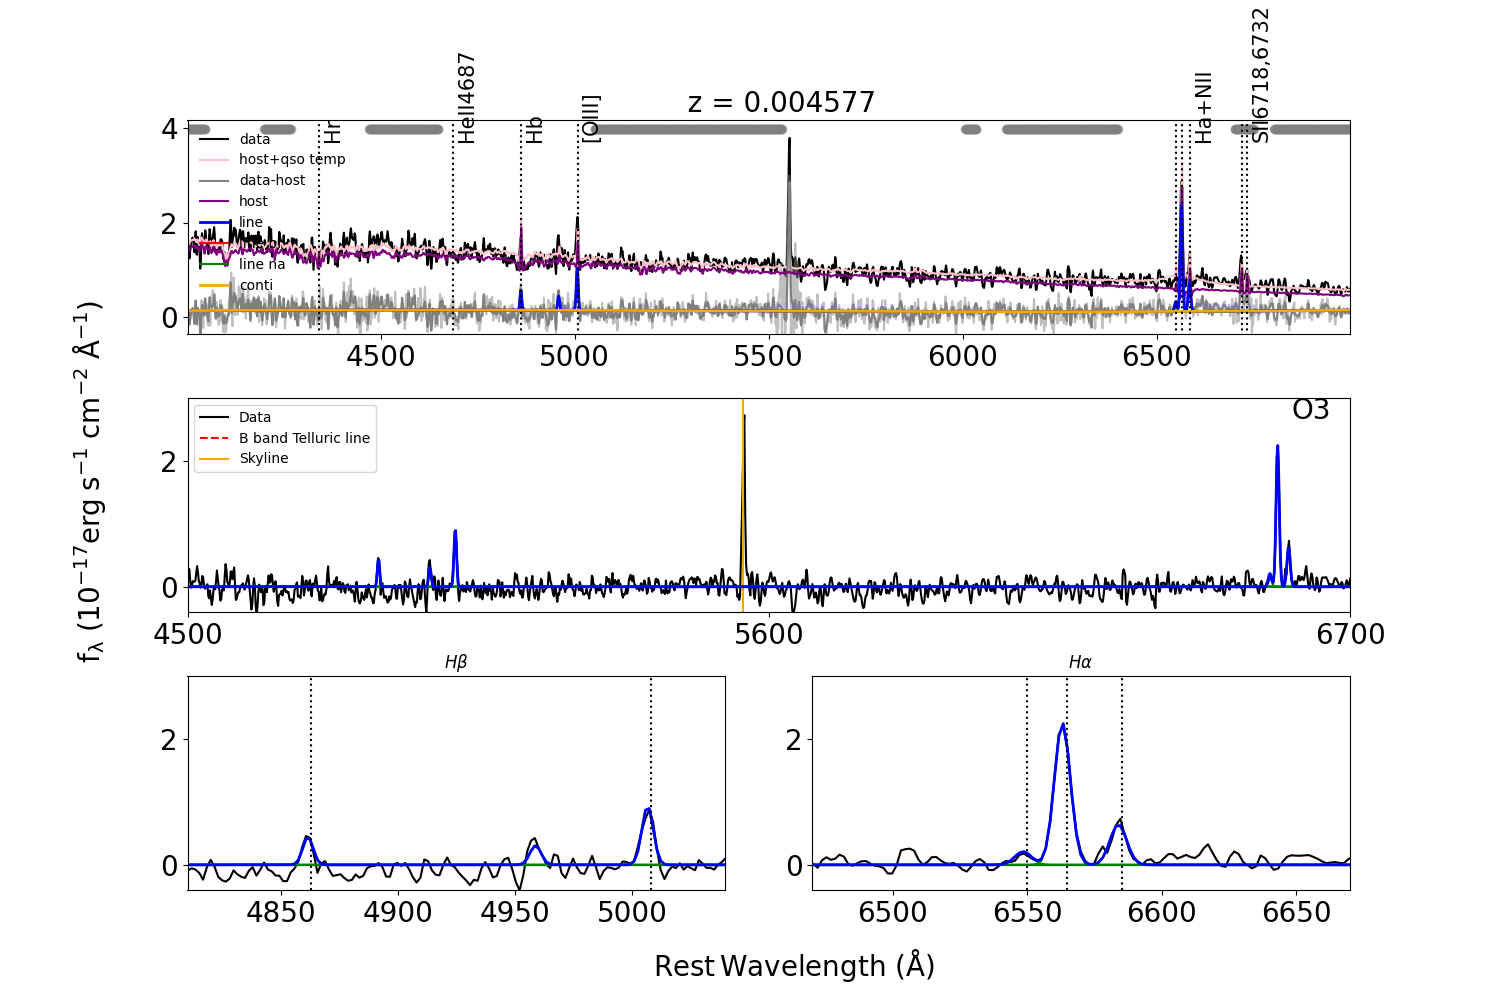 z = 0.004577
Hr
HeII4687
Hb
[OIII]
Ha+NII
SII6718,6732
4
2
0
data
host+qso temp
data-host
host
line
line na
conti
4500 5000 5500 6000 6500
fλ (10−17erg s−1 cm−2 Å−1)
O3
Data
B band Telluric line
Skyline
2
0
4500 5600 6700
Hβ
2
0
4850 4900 4950 5000
Hα
2
0
6500 6550 6600 6650
Rest Wavelength (Å)